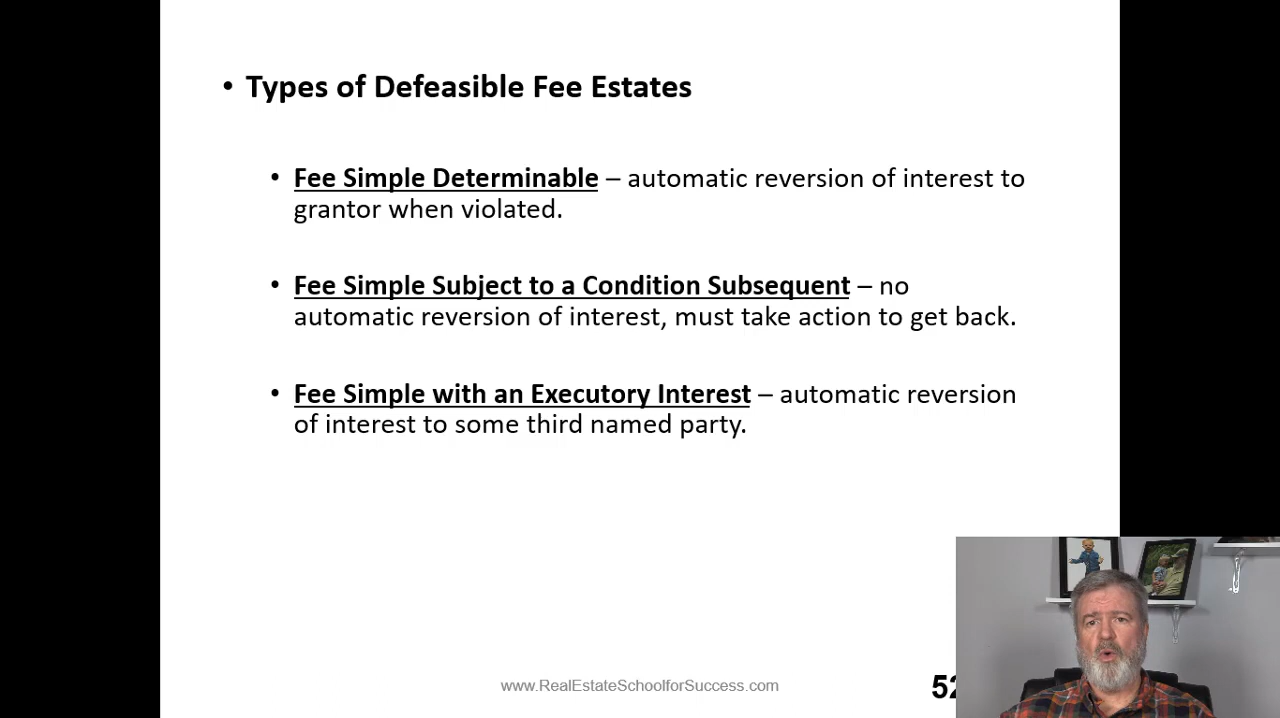 • Types of Defeasible Fee Estates
• Fee Simple Determinable – automatic reversion of interest to
grantor when violated.
• Fee Simple Subject to a Condition Subsequent – no
automatic reversion of interest, must take action to get back.
• Fee Simple with an Executory Interest – automatic reversion
of interest to some third named party.
www.RealEstateSchoolforSuccess.com